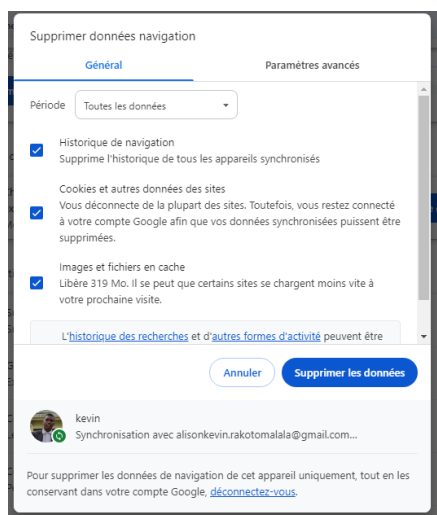 Supprimer données navigation
Général
Paramètres avancés
Période
Toutes les données
Historique de navigation
Supprime l'historique de tous les appareils synchronisés
Cookies et autres données des sites
Vous déconnecte de la plupart des sites. Toutefois, vous restez connecté
à votre compte Google afin que vos données synchronisées puissent être
supprimées.
Images et fichiers en cache
Libère 319 Mo. Il se peut que certains sites se chargent moins vite à
votre prochaine visite.
L'historique des recherches et d'autres formes d'activité peuvent être
Annuler
Supprimer les données
kevin
Synchronisation avec alisonkevin.rakotomalala@gmail.com...
Pour supprimer les données de navigation de cet appareil uniquement, tout en les
conservant dans votre compte Google, déconnectez-vous.